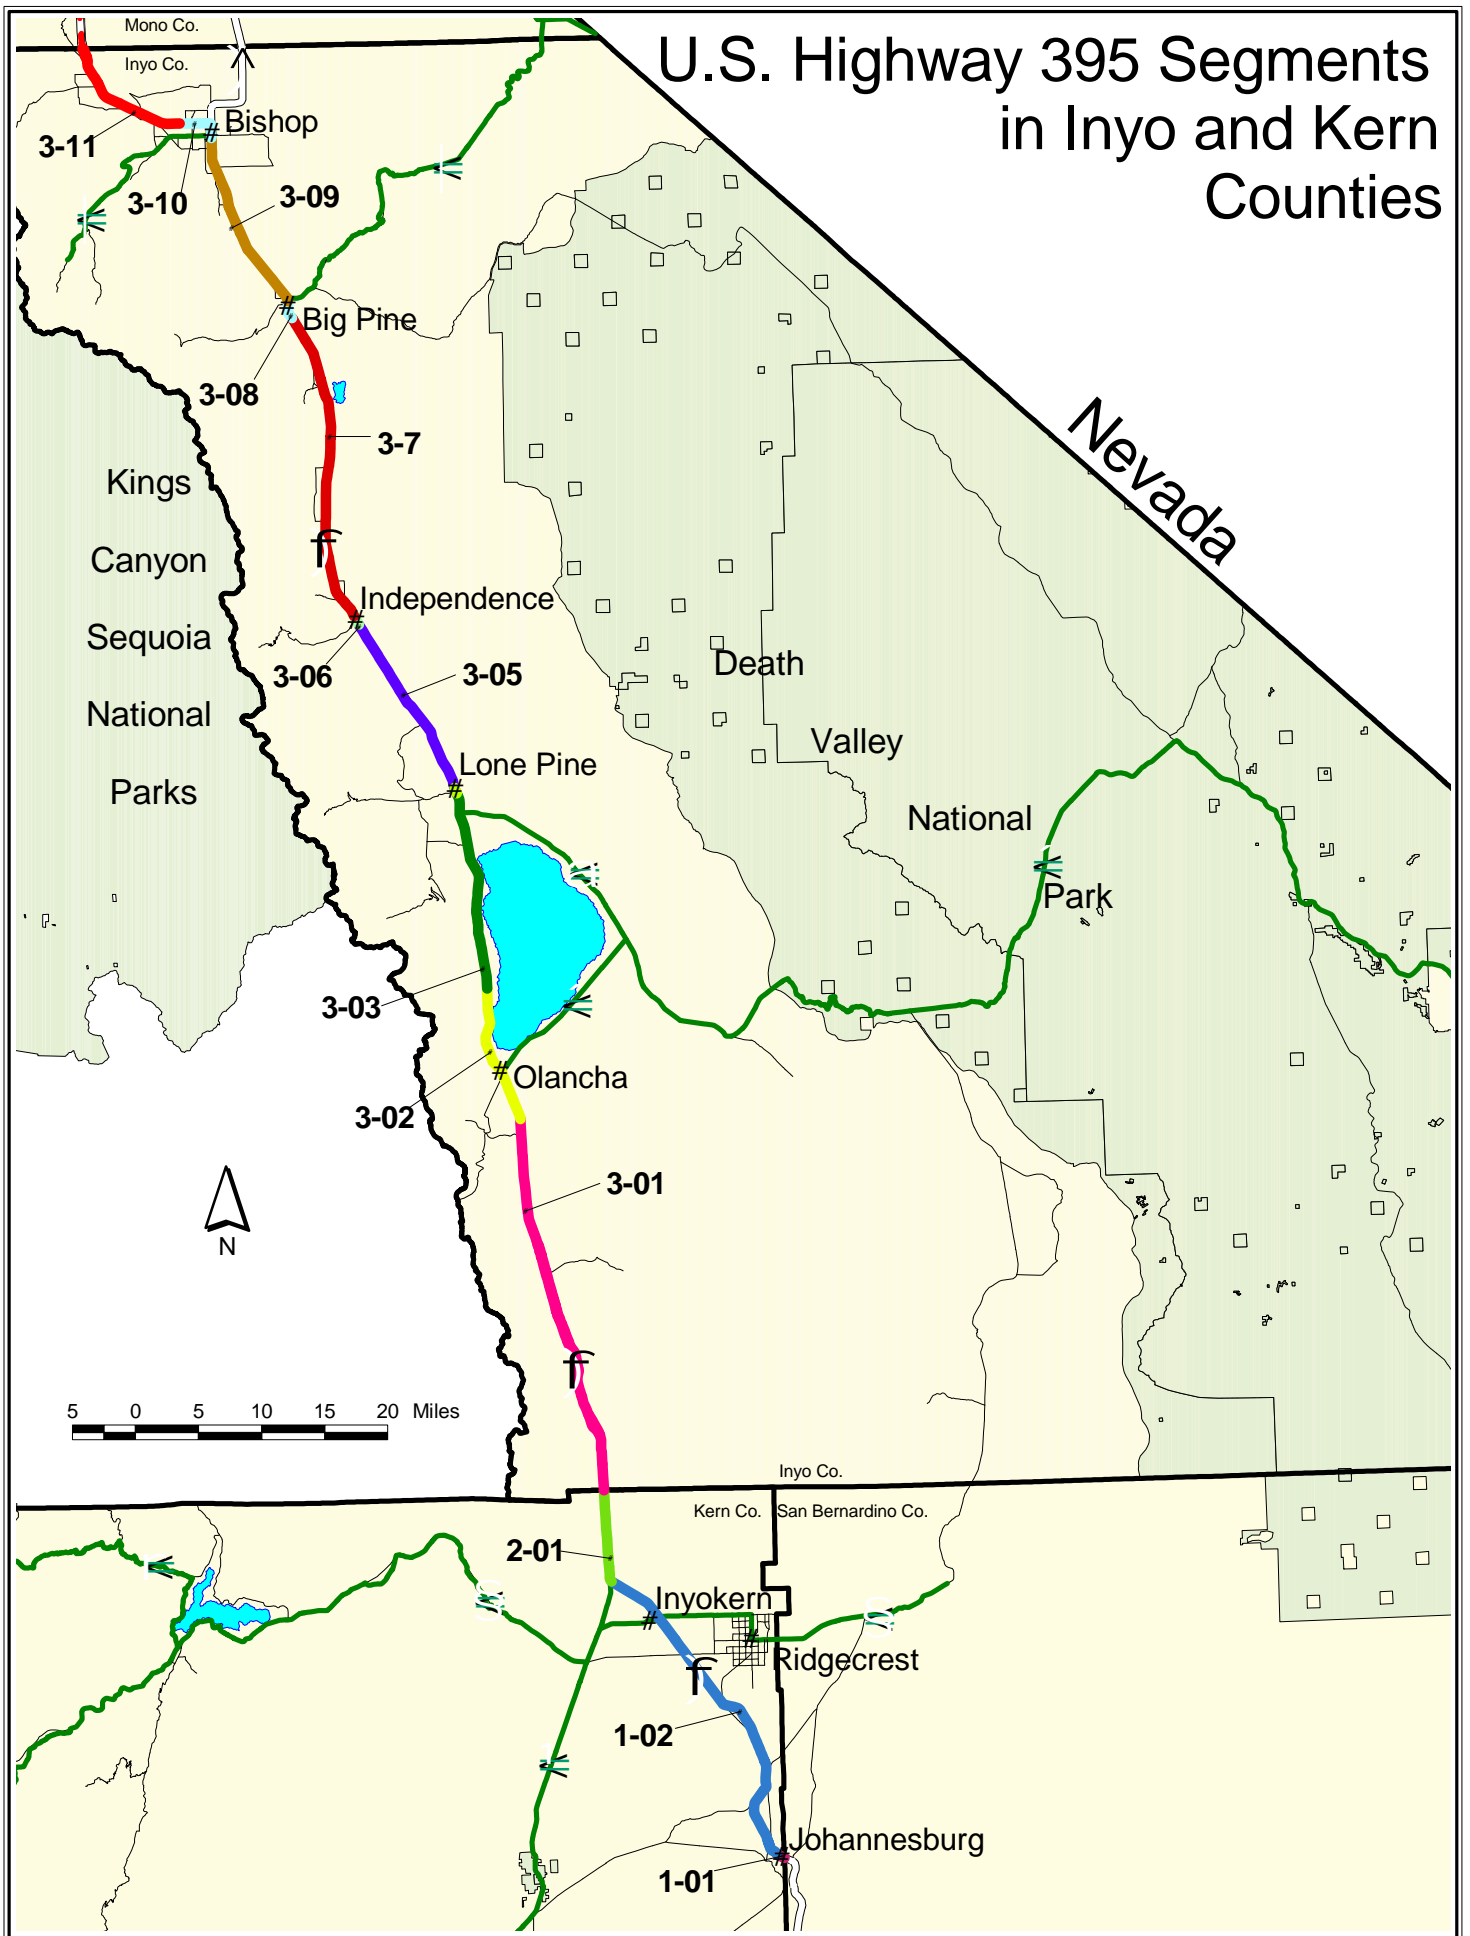 Mono Co.
Inyo Co.
U.S. Highway 395 Segments
in Inyo and Kern
Counties
Bishop
3-11
3-10
3-09
Big Pine
3-08
3-7
Nevada
Kings
Canyon
Sequoia
National
Parks
Independence
3-06
3-05
Death
Valley
National
Park
Lone Pine
3-03
Olancha
3-02
3-01
N
5 0 5 10 15 20 Miles
Inyo Co.
Kern Co.
San Bernardino Co.
2-01
Inyokern
Ridgecrest
1-02
Johannesburg
1-01